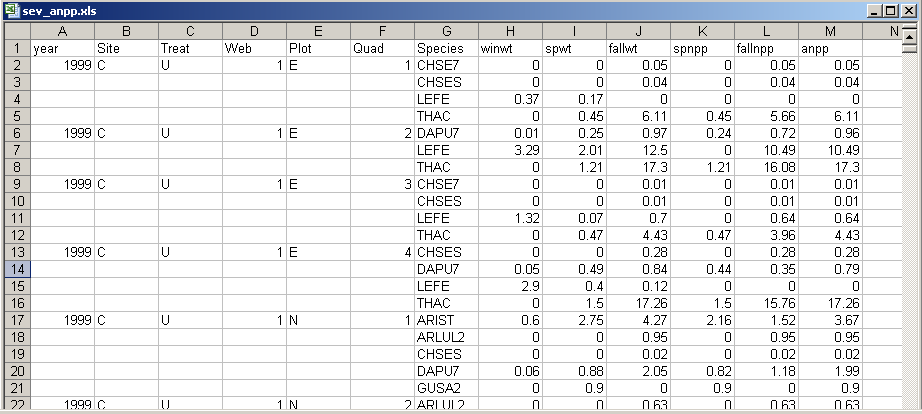 sev_anpp.xls
A B C D E F G H I J K L M N
1 year Site Treat Web Plot Quad Species winwt spwt fallwt spnpp fallnpp anpp
2 1999 C U 1 E 1 CHSE7 0 0 0.05 0 0.05 0.05
3 CHSES 0 0 0.04 0 0.04 0.04
4 LEFE 0.37 0.17 0 0 0 0
5 THAC 0 0.45 6.11 0.45 5.66 6.11
6 1999 C U 1 E 2 DAPU7 0.01 0.25 0.97 0.24 0.72 0.96
7 LEFE 3.29 2.01 12.5 0 10.49 10.49
8 THAC 0 1.21 17.3 1.21 16.08 17.3
9 1999 C U 1 E 3 CHSE7 0 0 0.01 0 0.01 0.01
10 CHSES 0 0 0.01 0 0.01 0.01
11 LEFE 1.32 0.07 0.7 0 0.64 0.64
12 THAC 0 0.47 4.43 0.47 3.96 4.43
13 1999 C U 1 E 4 CHSES 0 0 0.28 0 0.28 0.28
14 DAPU7 0.05 0.49 0.84 0.44 0.35 0.79
15 LEFE 2.9 0.4 0.12 0 0 0
16 THAC 0 1.5 17.26 1.5 15.76 17.26
17 1999 C U 1 N 1 ARIST 0.6 2.75 4.27 2.16 1.52 3.67
18 ARLUL2 0 0 0.95 0 0.95 0.95
19 CHSES 0 0 0.02 0 0.02 0.02
20 DAPU7 0.06 0.88 2.05 0.82 1.18 1.99
21 GUSA2 0 0.9 0 0.9 0 0.9
22 1999 C U 1 N 2 ARLUL2 0 0 0.63 0 0.63 0.63